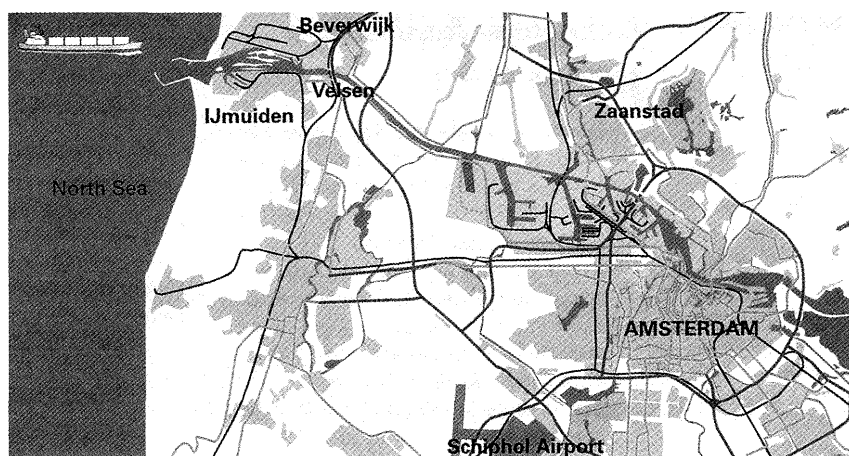 Beverwijk
Velsen
IJmuiden
Zaanstad
North Sea
AMSTERDAM
Schiphol Airport